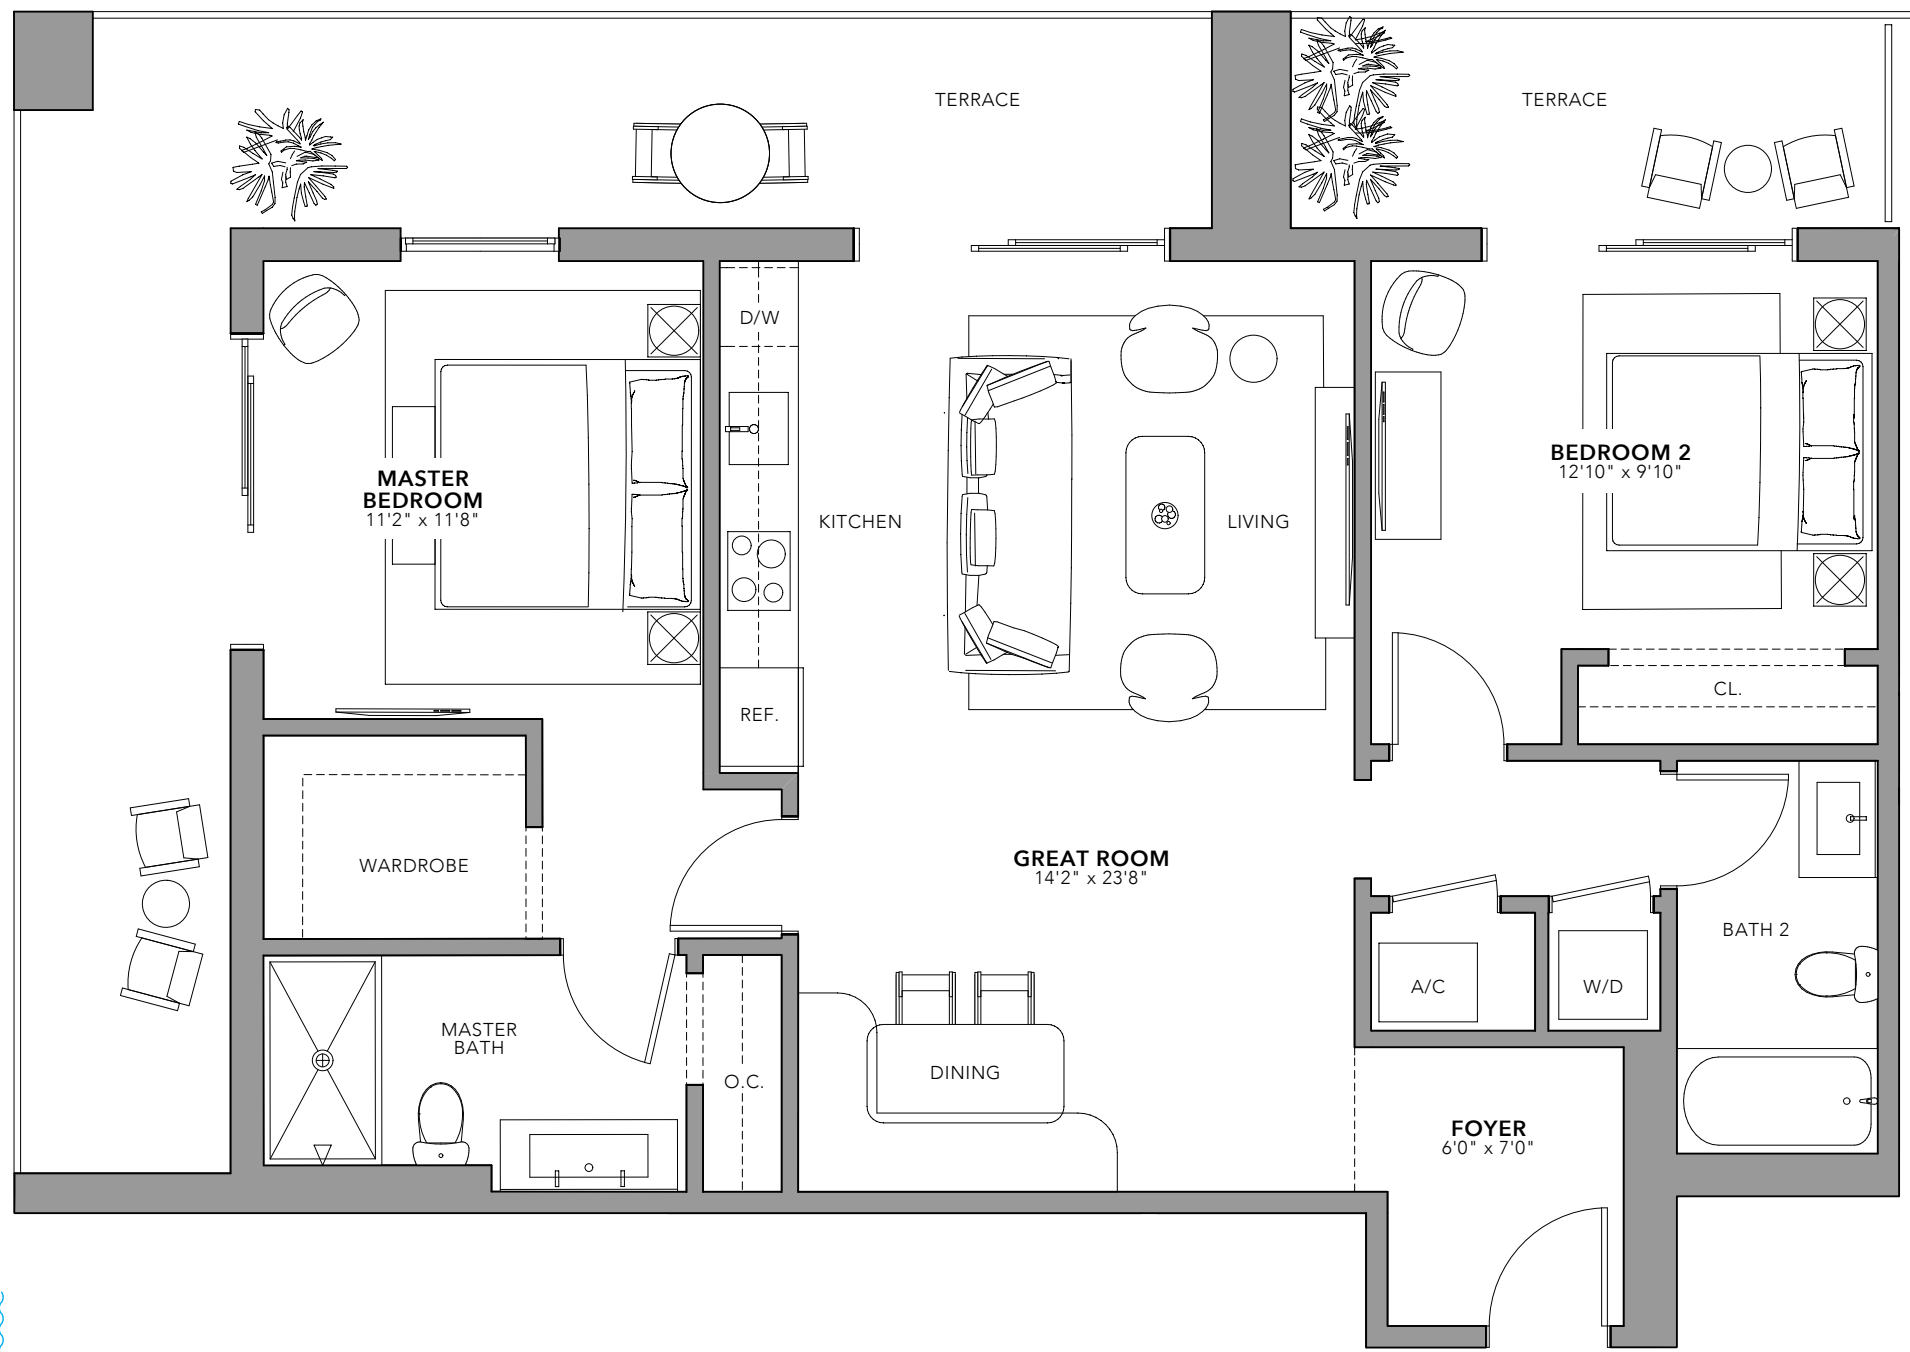 TERRACE
TERRACE
D/W
MASTER
BEDROOM
11'2" x 11'8"
KITCHEN
LIVING
BEDROOM 2
12'10" x 9'10"
CL.
REF.
WARDROBE
GREAT ROOM
14'2" x 23'8"
BATH 2
A/C
W/D
MASTER
BATH
O.C.
DINING
FOYER
6'0" x 7'0"